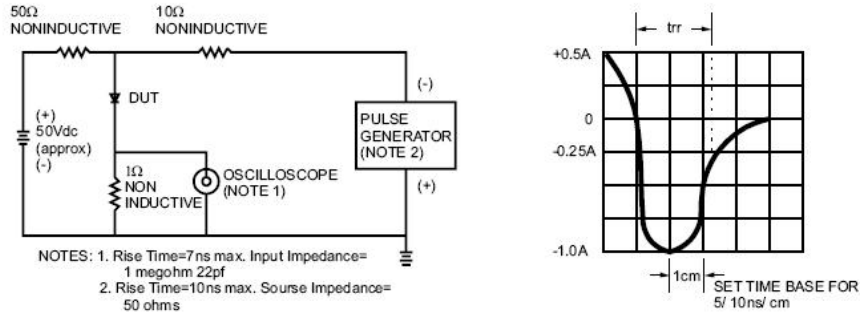 50Ω
NONINDUCTIVE
10Ω
NONINDUCTIVE
(+)
50Vdc
(approx)
(-)
DUT
1Ω
NON
INDUCTIVE
OSCILLOSCOPE
(NOTE 1)
(-)
PULSE
GENERATOR
(NOTE 2)
(+)
NOTES: 1. Rise Time=7ns max. Input Impedance=
1 megohm 22pf
2. Rise Time=10ns max. Sourse Impedance=
50 ohms
trr
+0.5A
0
-0.25A
-1.0A
1cm
SET TIME BASE FOR
5/ 10ns/ cm